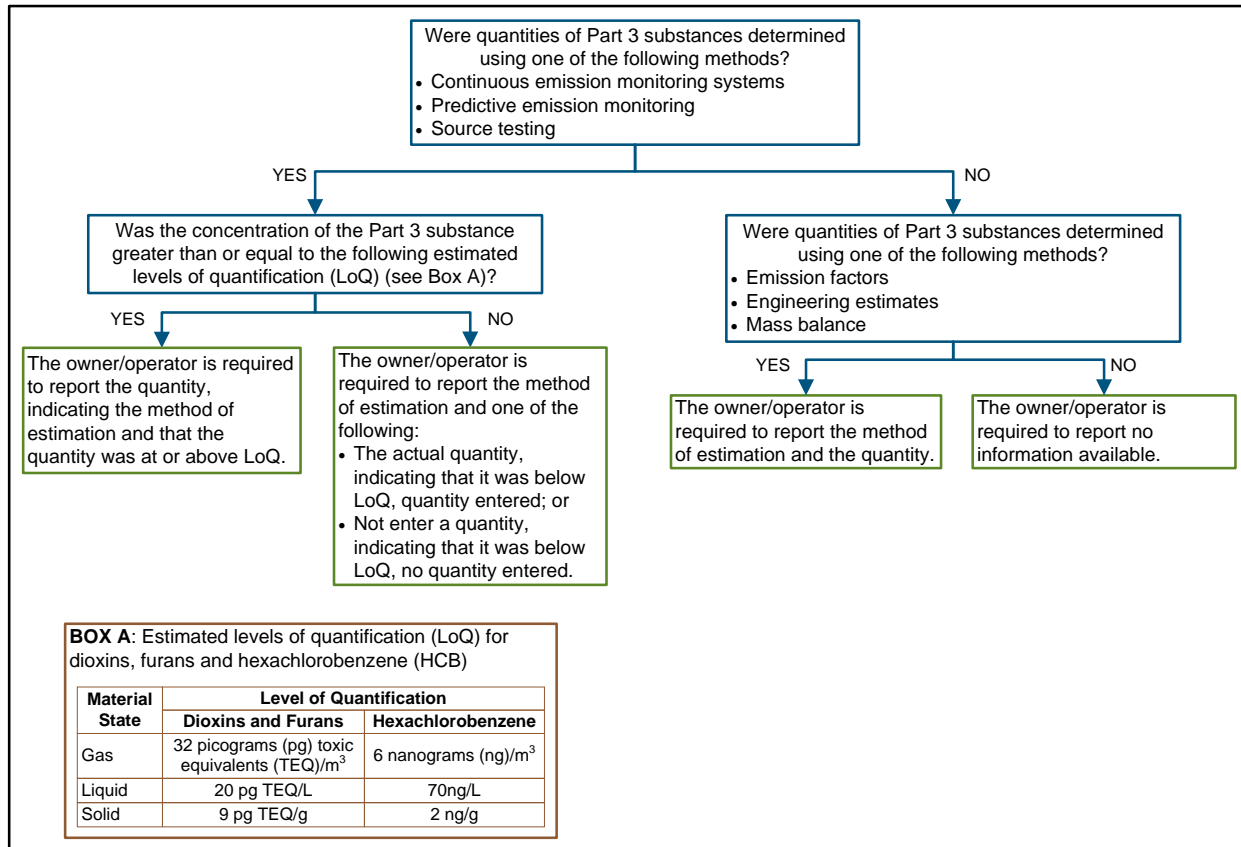 Were quantities of Part 3 substances determined
using one of the following methods?
• Continuous emission monitoring systems
• Predictive emission monitoring
• Source testing
YES
NO
Was the concentration of the Part 3 substance
greater than or equal to the following estimated
levels of quantification (LoQ) (see Box A)?
Were quantities of Part 3 substances determined
using one of the following methods?
• Emission factors
• Engineering estimates
• Mass balance
YES
NO
YES
NO
The owner/operator is required
to report the quantity,
indicating the method of
estimation and that the
quantity was at or above LoQ.
The owner/operator is
required to report the method
of estimation and one of the
following:
• The actual quantity,
indicating that it was below
LoQ, quantity entered; or
• Not enter a quantity,
indicating that it was below
LoQ, no quantity entered.
The owner/operator is
required to report the method
of estimation and the quantity.
The owner/operator is
required to report no
information available.
BOX A: Estimated levels of quantification (LoQ) for
dioxins, furans and hexachlorobenzene (HCB)
Material State
Level of Quantification
Dioxins and Furans
Hexachlorobenzene
Gas
32 picograms (pg) toxic
equivalents (TEQ)/m³
6 nanograms (ng)/m³
Liquid
20 pg TEQ/L
70ng/L
Solid
9 pg TEQ/g
2 ng/g